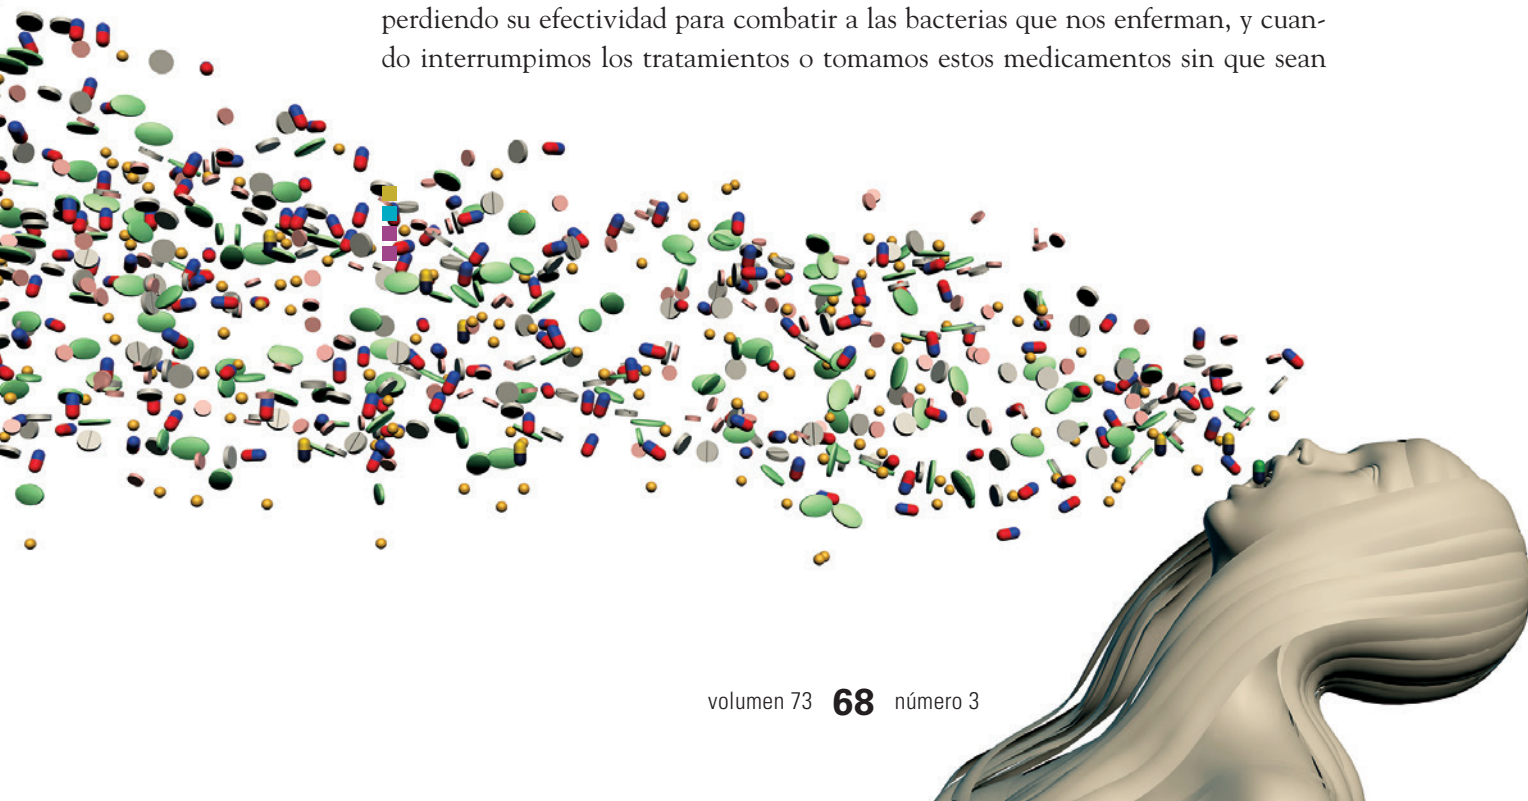 perdiendo su efectividad para combatir a las bacterias que nos enferman, y cuan-
do interrumpimos los tratamientos o tomamos estos medicamentos sin que sean
volumen 73 68 número 3